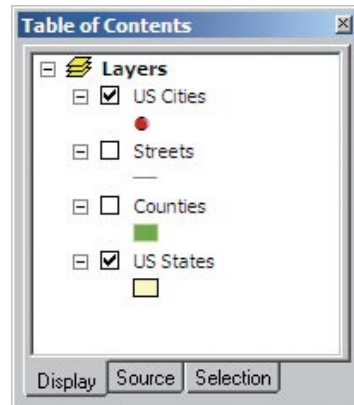 Table of Contents
Layers
US Cities
Streets
Counties
US States
Display Source Selection